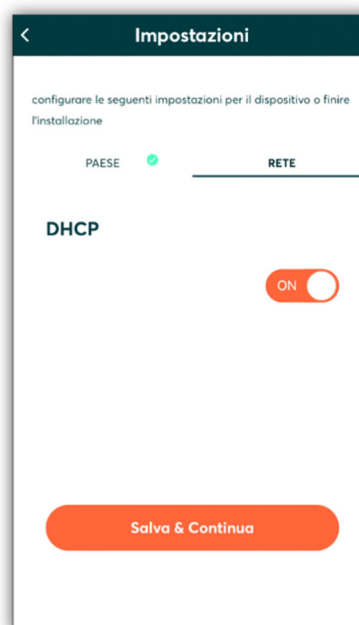 Impostazioni
configurare le seguenti impostazioni per il dispositivo o finire
l'installazione
PAESE RETE
DHCP
ON
Salva & Continua